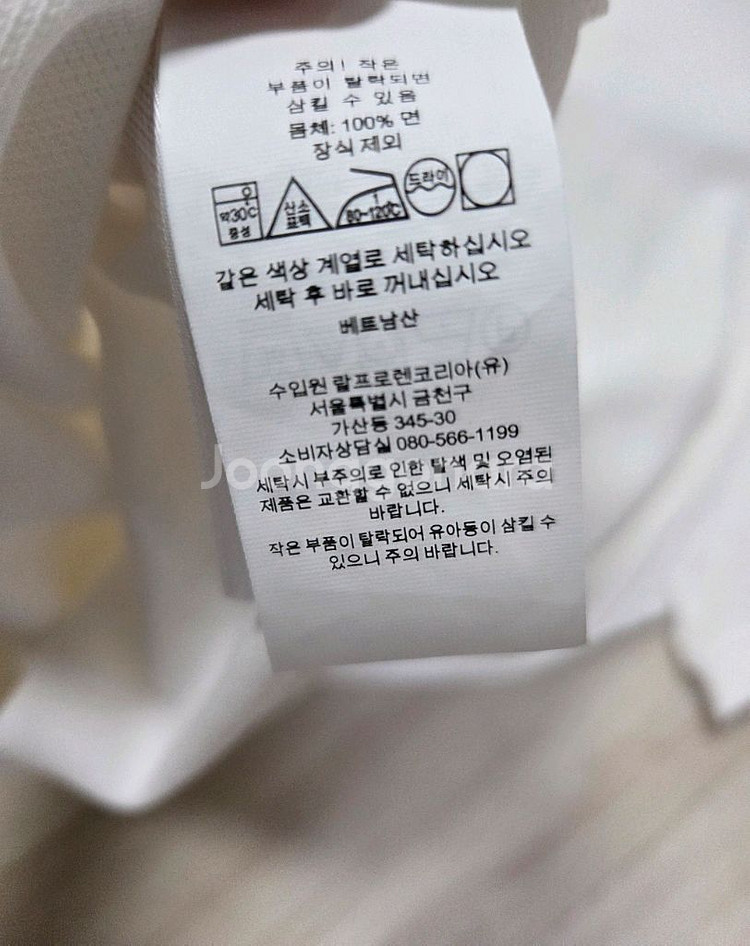 주의! 작은
부품이 탈락되면
삼킬 수 있음
몸체: 100% 면
장식 제외
약30℃
중성
산소
표백
80-120℃
드라이
같은 색상 계열로 세탁하십시오
세탁 후 바로 꺼내십시오
베트남산
수입원 랄프로렌코리아(유)
서울특별시 금천구
가산동 345-30
소비자상담실 080-566-1199
세탁시 부주의로 인한 탈색 및 오염된
제품은 교환할 수 없으니 세탁시 주의
바랍니다.
작은 부품이 탈락되어 유아등이 삼킬 수
있으니 주의 바랍니다.